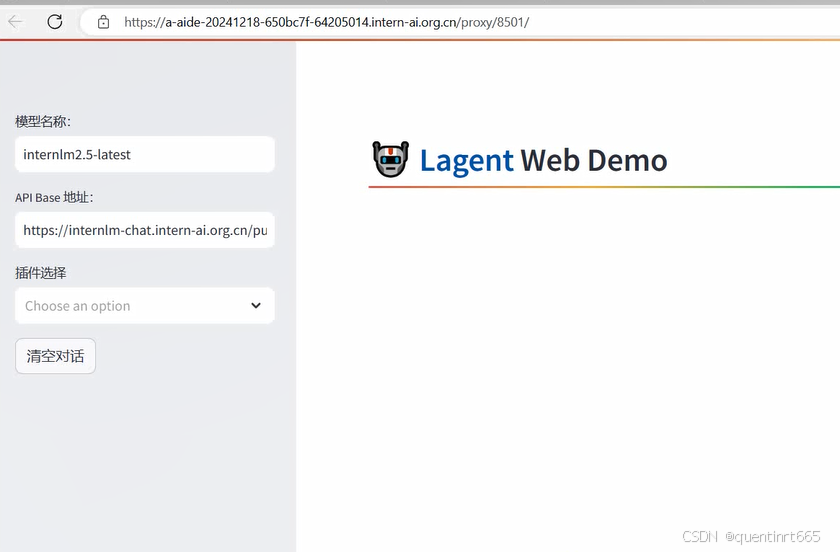 https://a-aide-20241218-650bc7f-64205014.intern-ai.org.cn/proxy/8501/
模型名称：
internlm2.5-latest
API Base 地址：
https://internlm-chat.intern-ai.org.cn/pu
插件选择
Choose an option
清空对话
Lagent Web Demo
CSDN @quentinrt665